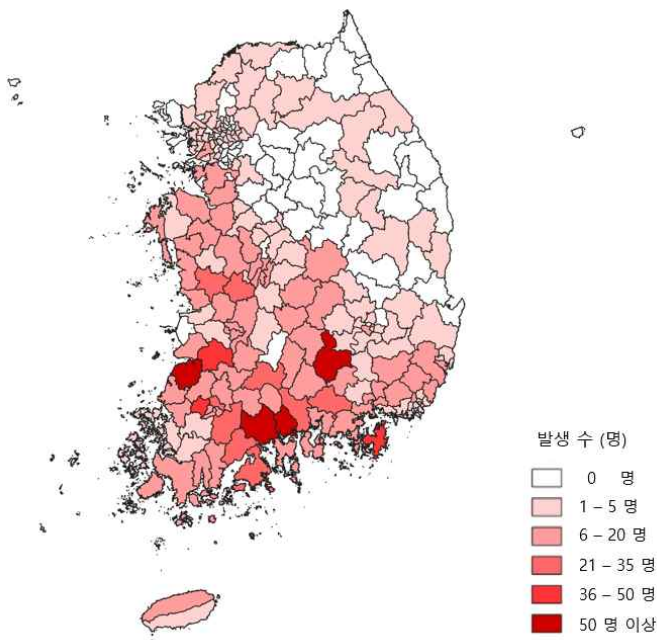 발생 수 (명)
0 명
1 – 5 명
6 – 20 명
21 – 35 명
36 – 50 명
50 명 이상